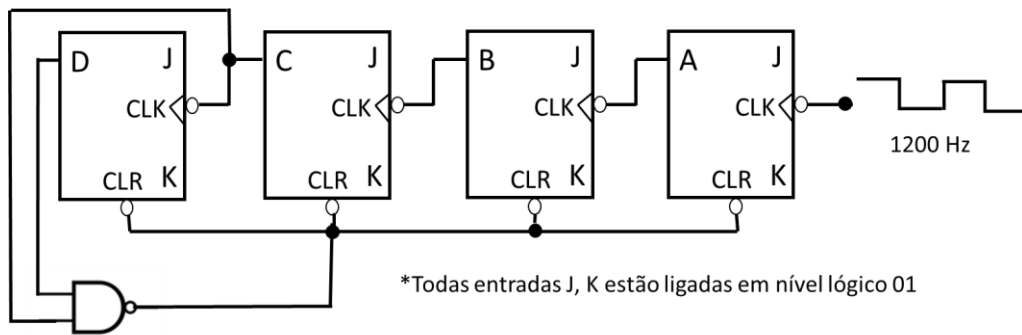 D J C J B J A J
CLK CLK CLK CLK
1200 Hz
CLR K CLR K CLR K CLR K
*Todas entradas J, K estão ligadas em nível lógico 01